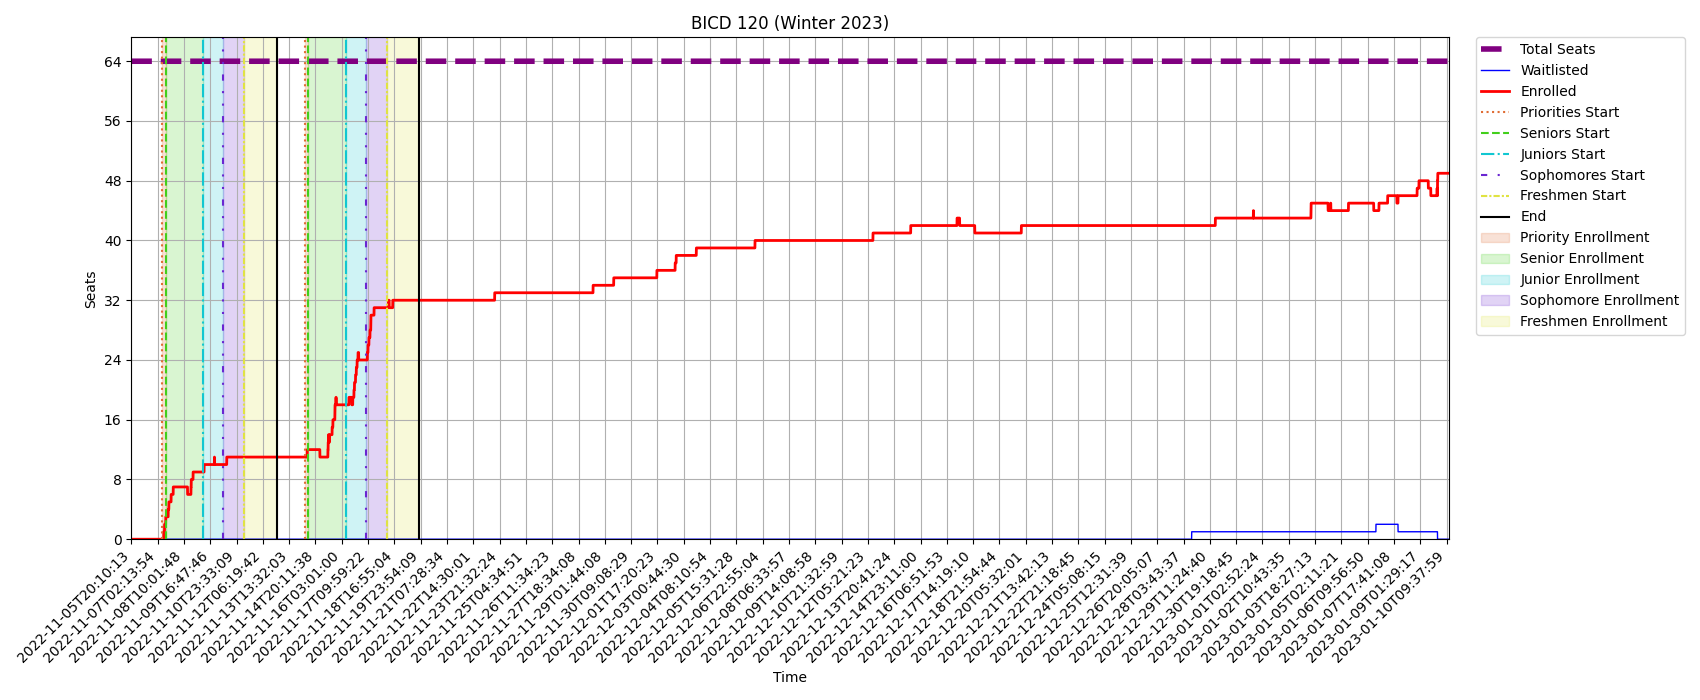 BICD 120 (Winter 2023)
Total Seats
Waitlisted
Enrolled
Priorities Start
Seniors Start
Juniors Start
Sophomores Start
Freshmen Start
End
Priority Enrollment
Senior Enrollment
Junior Enrollment
Sophomore Enrollment
Freshmen Enrollment
Seats
64
56
48
40
32
24
16
8
0
2022-11-05T20:10:13
2022-11-07T02:13:54
2022-11-08T10:01:48
2022-11-09T16:47:46
2022-11-10T23:33:09
2022-11-12T06:19:42
2022-11-13T13:32:03
2022-11-14T20:11:38
2022-11-16T03:01:00
2022-11-17T09:59:22
2022-11-18T16:55:04
2022-11-19T23:54:09
2022-11-21T07:28:34
2022-11-22T14:30:01
2022-11-23T21:32:24
2022-11-25T04:34:51
2022-11-26T11:34:23
2022-11-27T18:34:08
2022-11-29T01:44:08
2022-11-30T09:08:29
2022-12-01T17:20:23
2022-12-03T00:44:30
2022-12-04T08:10:54
2022-12-05T15:31:28
2022-12-06T22:55:04
2022-12-08T06:33:57
2022-12-09T14:08:58
2022-12-10T21:32:59
2022-12-12T05:21:23
2022-12-13T20:41:24
2022-12-14T23:11:00
2022-12-16T06:51:53
2022-12-17T14:19:10
2022-12-18T21:54:44
2022-12-20T05:32:01
2022-12-21T13:42:13
2022-12-22T21:18:45
2022-12-24T05:08:15
2022-12-25T12:31:39
2022-12-26T20:05:07
2022-12-28T03:43:37
2022-12-29T11:24:40
2022-12-30T19:18:45
2023-01-01T02:52:24
2023-01-02T10:43:35
2023-01-03T18:27:13
2023-01-05T02:11:21
2023-01-06T09:56:50
2023-01-07T17:41:08
2023-01-09T01:29:17
2023-01-10T09:37:59
Time